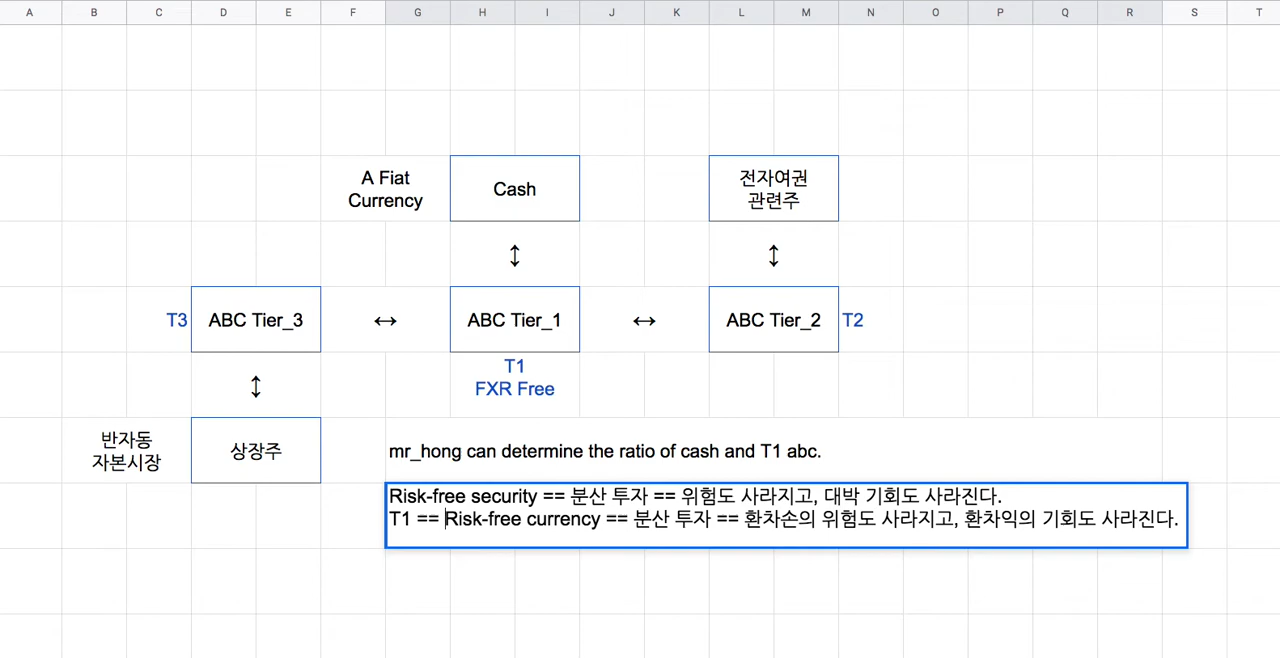 A B C D E F G H I J K L M N O P Q R S T
A Fiat
Currency
Cash
전자여권
관련주
↕ ↕
T3 ABC Tier_3 ↔ ABC Tier_1 ↔ ABC Tier_2 T2
T1
FXR Free
↕
반자동
자본시장
상장주
mr_hong can determine the ratio of cash and T1 abc.
Risk-free security == 분산 투자 == 위험도 사라지고, 대박 기회도 사라진다.
T1 == Risk-free currency == 분산 투자 == 환차손의 위험도 사라지고, 환차익의 기회도 사라진다.